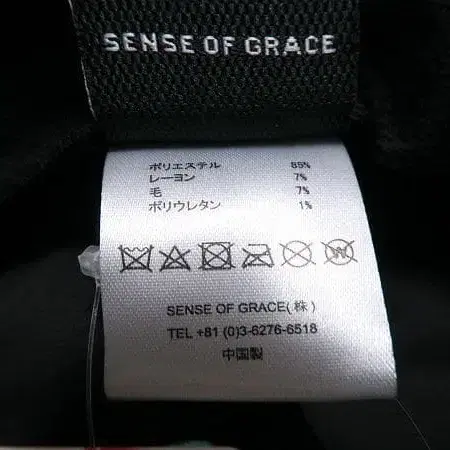 SENSE OF GRACE
ポリエステル 85%
レーヨン 7%
毛 7%
ポリウレタン 1%
W
SENSE OF GRACE(株)
TEL +81 (0)3-6276-6518
中国製